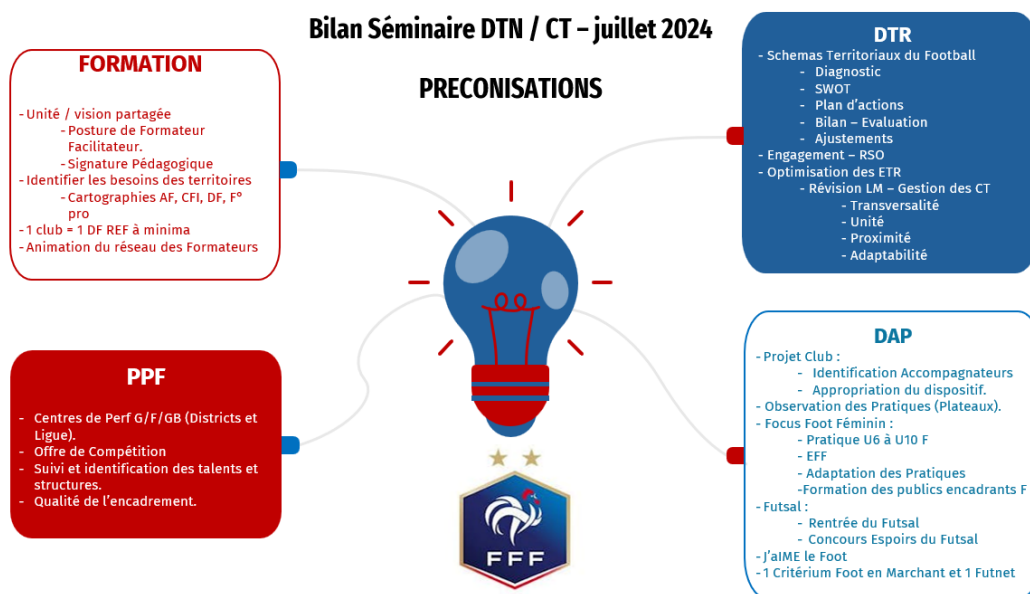 Bilan Séminaire DTN / CT – juillet 2024
PRECONISATIONS
FORMATION
- Unité / vision partagée
- Posture de Formateur
Facilitateur.
- Signature Pédagogique
- Identifier les besoins des territoires
- Cartographies AF, CFI, DF, F°
pro
- 1 club = 1 DF REF à minima
- Animation du réseau des Formateurs
DTR
- Schemas Territoriaux du Football
- Diagnostic
- SWOT
- Plan d'actions
- Bilan – Evaluation
- Ajustements
- Engagement – RSO
- Optimisation des ETR
- Révision LM – Gestion des CT
- Transversalité
- Unité
- Proximité
- Adaptabilité
PPF
- Centres de Perf G/F/GB (Districts et
Ligue).
- Offre de Compétition
- Suivi et identification des talents et
structures.
- Qualité de l'encadrement.
DAP
- Projet Club :
- Identification Accompagnateurs
- Appropriation du dispositif.
- Observation des Pratiques (Plateaux).
- Focus Foot Féminin :
- Pratique U6 à U10 F
- EFF
- Adaptation des Pratiques
-Formation des publics encadrants F
- Futsal :
- Rentrée du Futsal
- Concours Espoirs du Futsal
- J'aIME le Foot
- 1 Critérium Foot en Marchant et 1 Futnet
FFF